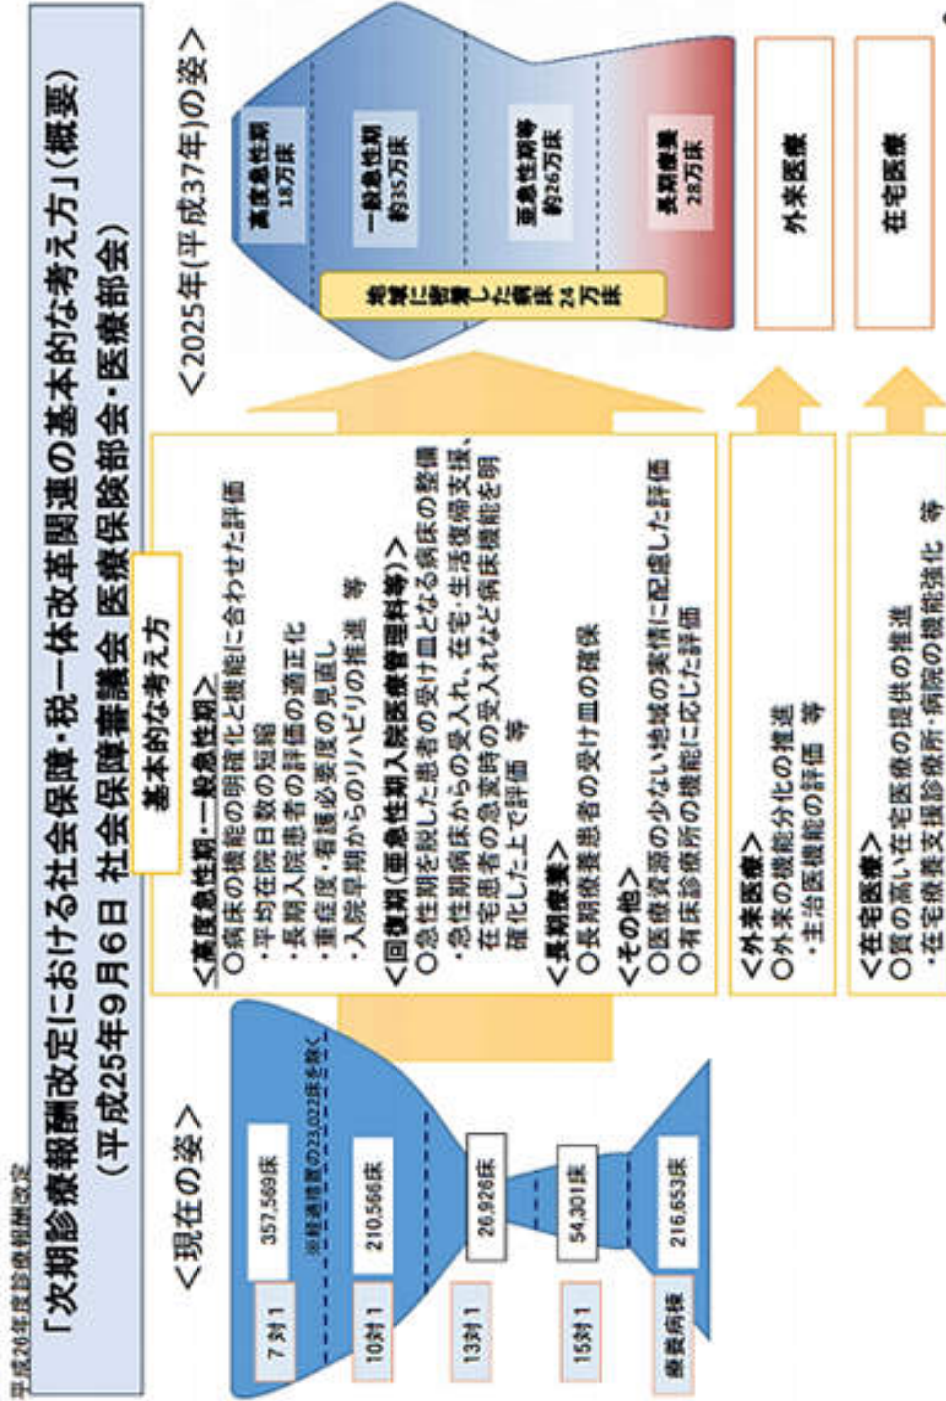 平成26年度診療報酬改定
「次期診療報酬改定における社会保障・税一体改革関連の基本的な考え方」(概要)
(平成25年9月6日 社会保障審議会 医療保険部会・医療部会)
<現在の姿>
7対1
357,569床
※経過措置の23,022床を除く
10対1
210,566床
13対1
26,926床
15対1
54,301床
療養病棟
216,653床
基本的な考え方
<高度急性期・一般急性期>
○病床の機能の明確化と機能に合わせた評価
・平均在院日数の短縮
・長期入院患者の評価の適正化
・重症度・看護必要度の見直し
・入院早期からのリハビリの推進 等
<回復期(亜急性期入院医療管理料等)>
○急性期を脱した患者の受け皿となる病床の整備
・急性期病床からの受入れ、在宅・生活復帰支援、
在宅患者の急変時の受入れなど病床機能を明
確化した上で評価 等
<長期療養>
○長期療養患者の受け皿の確保
<その他>
○医療資源の少ない地域の実情に配慮した評価
○有床診療所の機能に応じた評価
<外来医療>
○外来の機能分化の推進
・主治医機能の評価 等
<在宅医療>
○質の高い在宅医療の提供の推進
・在宅療養支援診療所・病院の機能強化 等
<2025年(平成37年)の姿>
高度急性期
18万床
一般急性期
約35万床
亜急性期等
約26万床
長期療養
28万床
地域に密着した病床24万床
外来医療
在宅医療